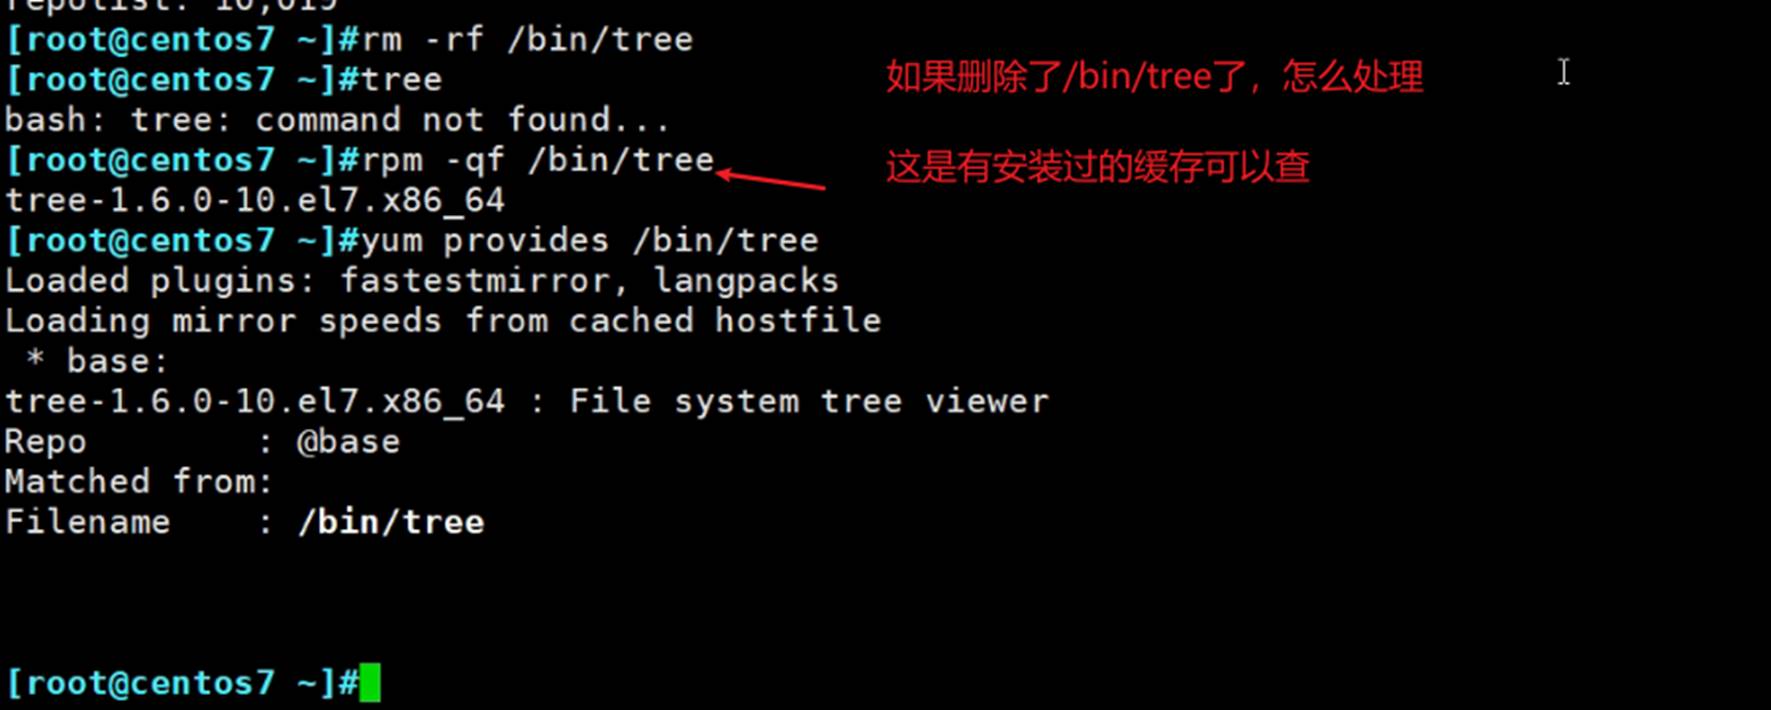 repolist: 10,019
[root@centos7 ~]#rm -rf /bin/tree
[root@centos7 ~]#tree
如果删除了/bin/tree了，怎么处理
bash: tree: command not found...
[root@centos7 ~]#rpm -qf /bin/tree
这是有安装过的缓存可以查
tree-1.6.0-10.el7.x86_64
[root@centos7 ~]#yum provides /bin/tree
Loaded plugins: fastestmirror, langpacks
Loading mirror speeds from cached hostfile
* base:
tree-1.6.0-10.el7.x86_64 : File system tree viewer
Repo : @base
Matched from:
Filename : /bin/tree
[root@centos7 ~]#